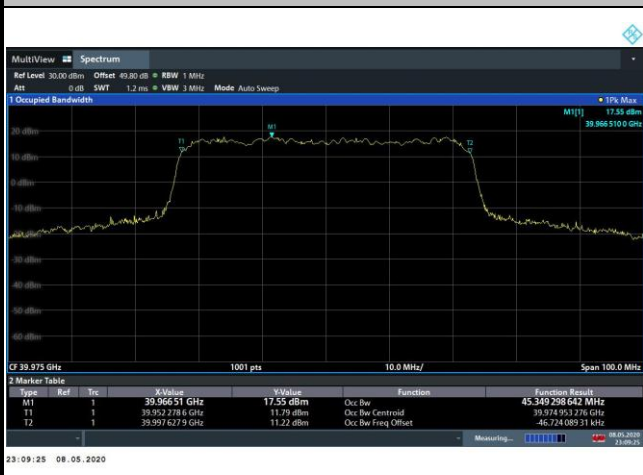 MultiView Spectrum
Ref Level 30.00 dBm Offset 49.80 dB RBW 1 MHz
Att 0 dB SWT 1.2 ms VBW 3 MHz Mode Auto Sweep
1 Occupied Bandwidth 1Pk Max
M1[1] 17.55 dBm
39.9665100 GHz
20 dBm
M1
T1
T2
10 dBm
0 dBm
-10 dBm
-20 dBm
-30 dBm
-40 dBm
-50 dBm
-60 dBm
CF 39.975 GHz 1001 pts 10.0 MHz/ Span 100.0 MHz
2 Marker Table
Type Ref Trc X-Value Y-Value Function Function Result
M1 1 39.96651 GHz 17.55 dBm Occ Bw 45.349 298 642 MHz
T1 1 39.952 278 6 GHz 11.79 dBm Occ Bw Centroid 39.974 953 276 GHz
T2 1 39.997 627 9 GHz 11.22 dBm Occ Bw Freq Offset -46.724 089 31 kHz
Measuring... 08.05.2020
23:09:25
23:09:25 08.05.2020